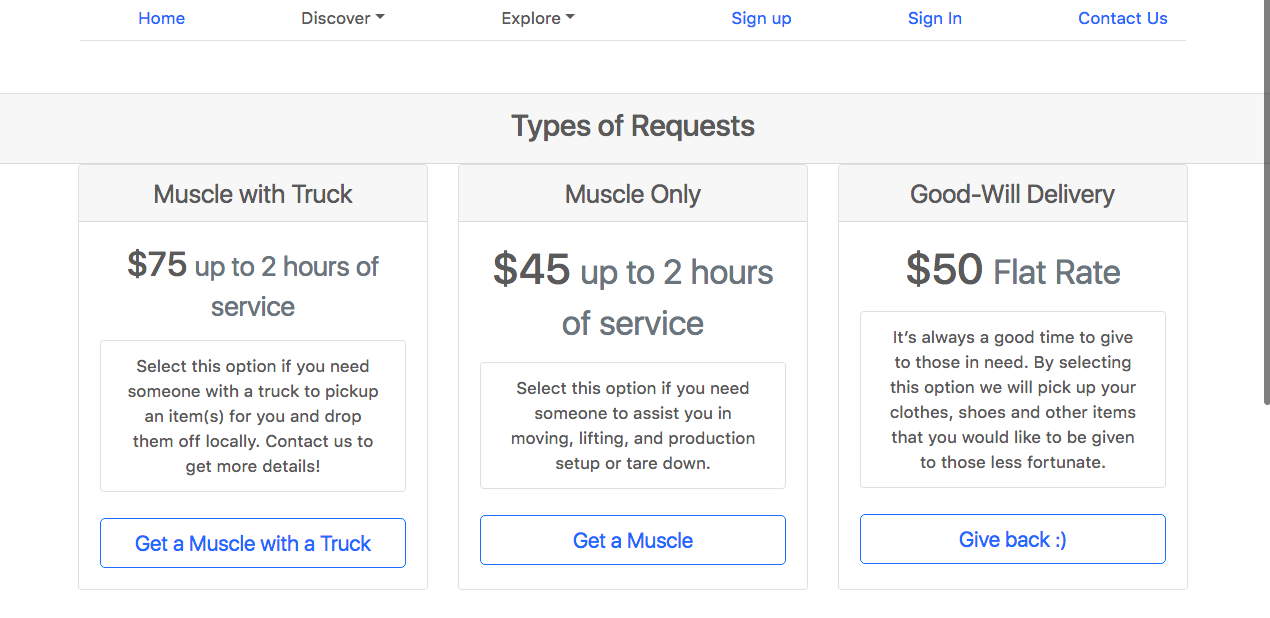 Home Discover Explore Sign up Sign In Contact Us
Types of Requests
Muscle with Truck
$75 up to 2 hours of
service
Select this option if you need
someone with a truck to pickup
an item(s) for you and drop
them off locally. Contact us to
get more details!
Get a Muscle with a Truck
Muscle Only
$45 up to 2 hours
of service
Select this option if you need
someone to assist you in
moving, lifting, and production
setup or tare down.
Get a Muscle
Good-Will Delivery
$50 Flat Rate
It’s always a good time to give
to those in need. By selecting
this option we will pick up your
clothes, shoes and other items
that you would like to be given
to those less fortunate.
Give back :)